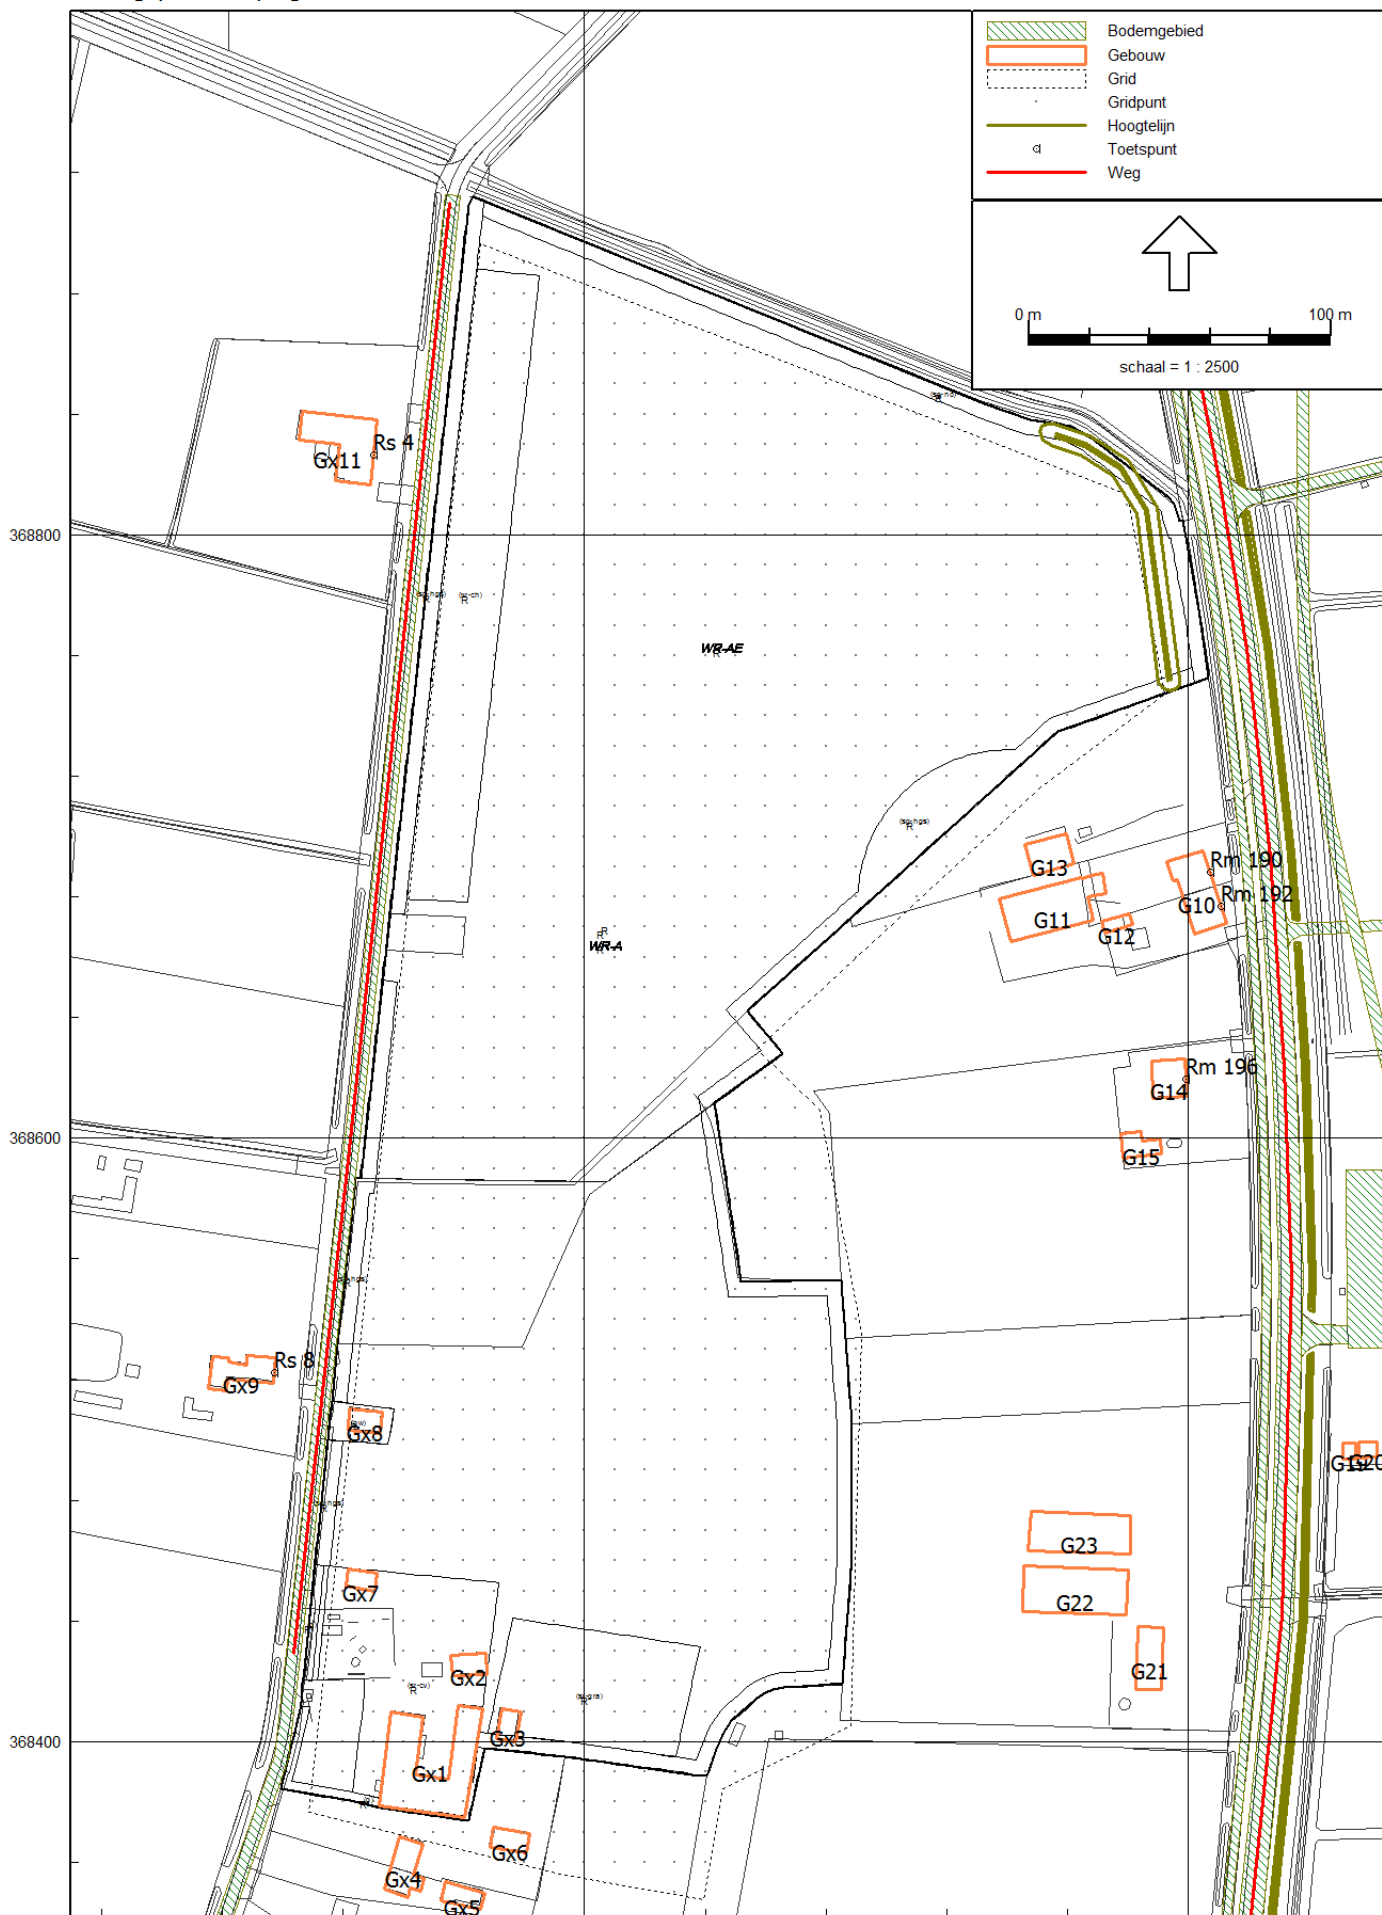 Bodemgebied
Gebouw
Grid
Gridpunt
Hoogtelijn
Toetspunt
Weg
0 m
100 m
schaal = 1 : 2500
Rs 4
Gx11
368800
WR-AE
G13
Rm 190
Rm 192
G10
G11
G12
WR-A
Rm 196
G14
368600
G15
Rs 8
Gx9
Gx8
G19
G20
G23
Gx7
G22
Gx2
G21
Gx3
368400
Gx1
Gx6
Gx4
Gx5